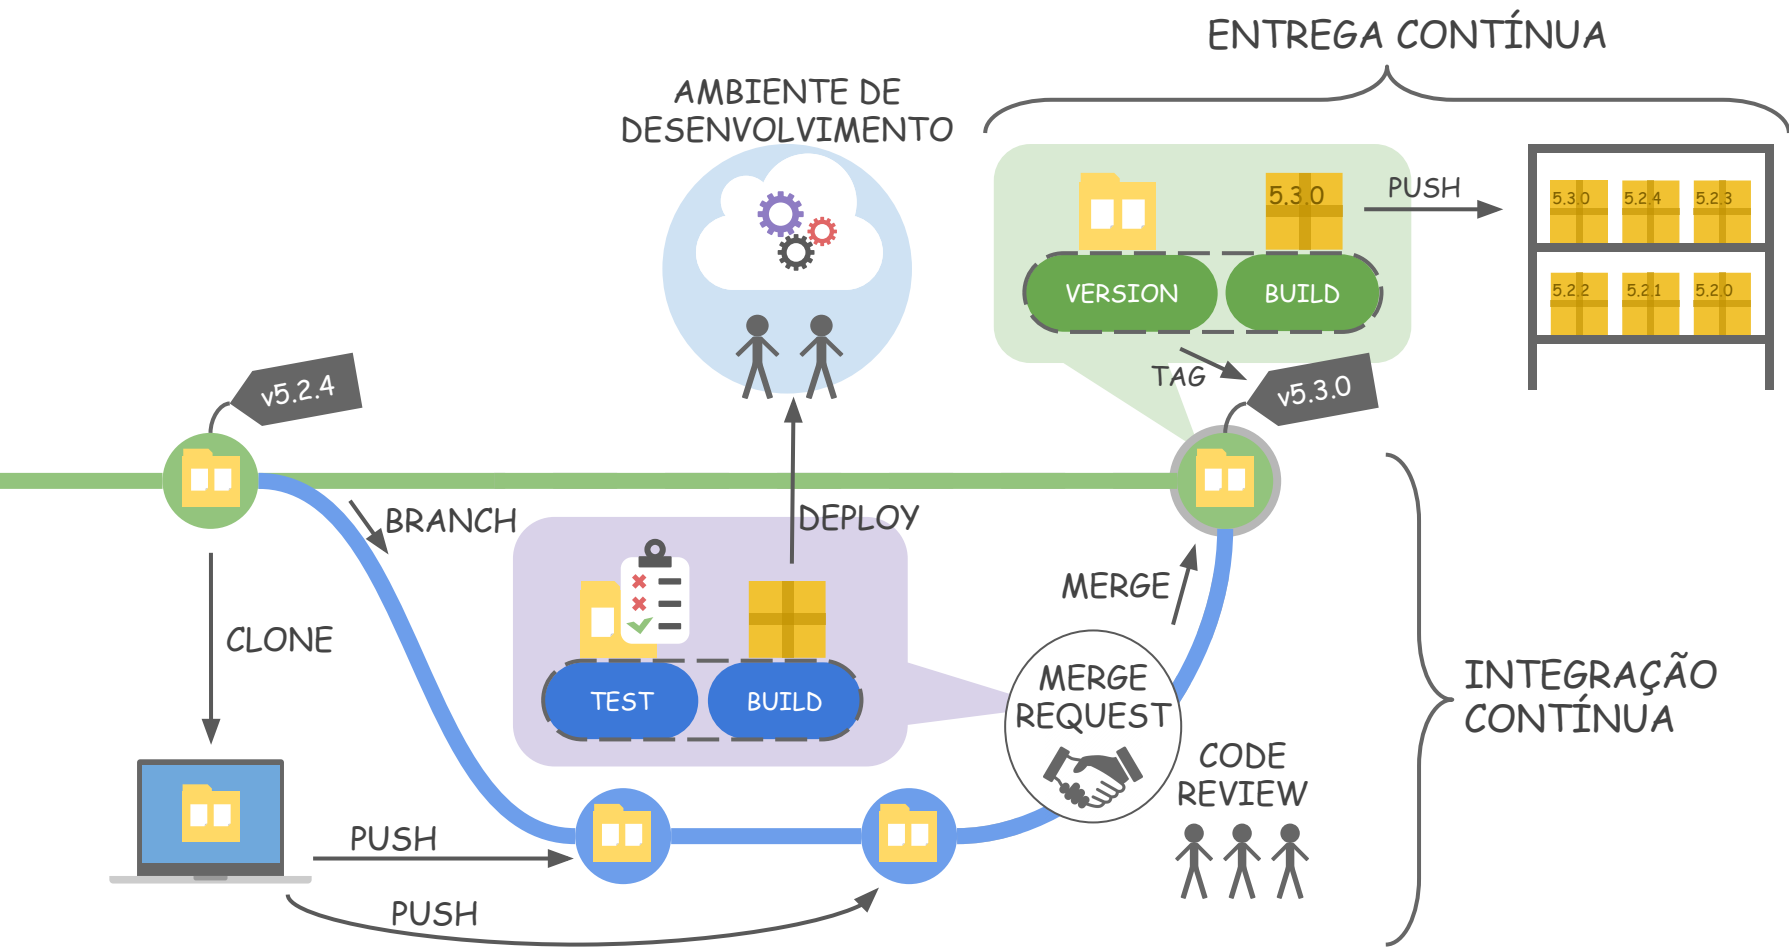 ENTREGA CONTÍNUA
AMBIENTE DE
DESENVOLVIMENTO
5.3.0
PUSH
5.3.0
5.2.4
5.2.3
VERSION
BUILD
5.2.2
5.2.1
5.2.0
TAG
v5.2.4
v5.3.0
BRANCH
DEPLOY
MERGE
CLONE
TEST
BUILD
MERGE
REQUEST
INTEGRAÇÃO
CONTÍNUA
CODE
REVIEW
PUSH
PUSH